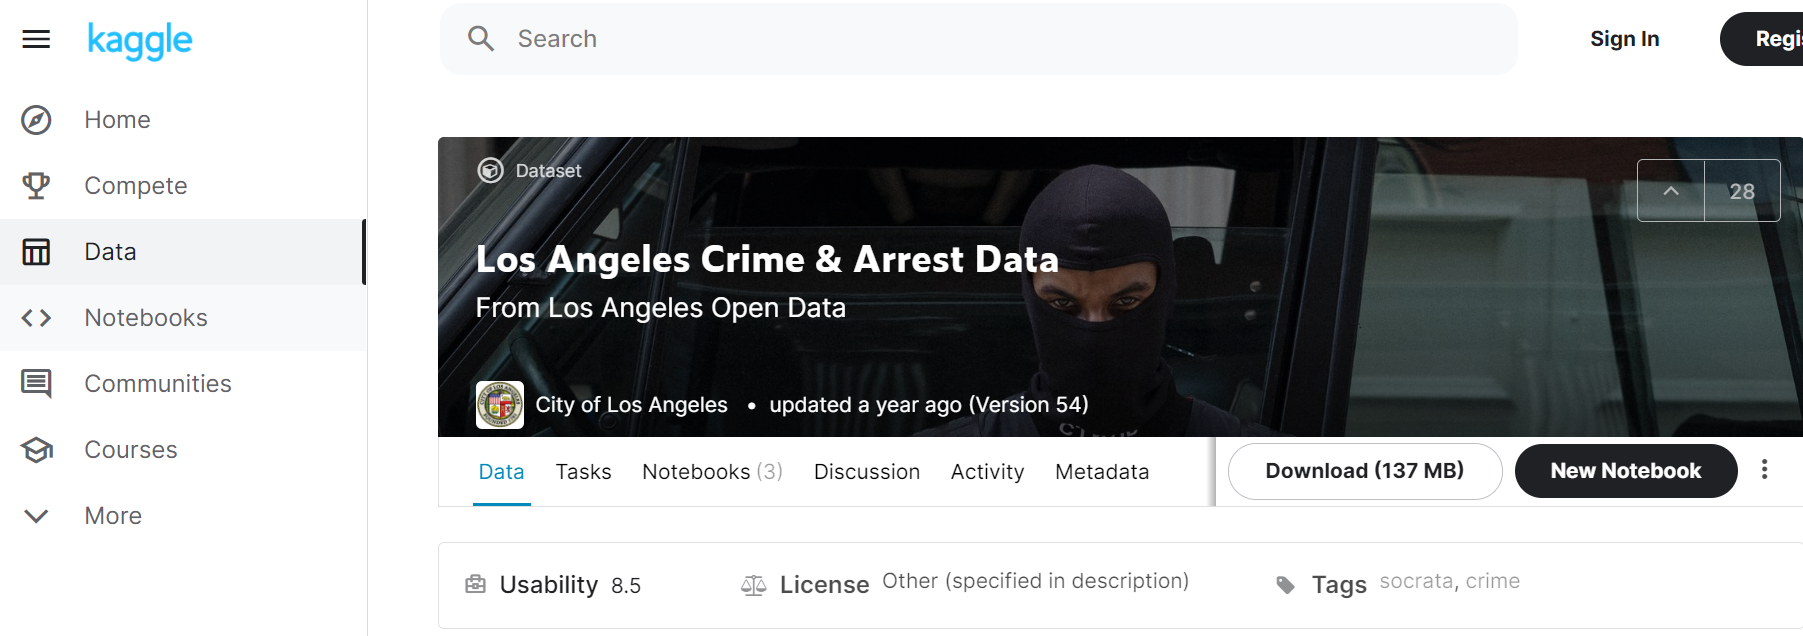 kaggle
Search
Sign In
Home
Compete
Data
Notebooks
Communities
Courses
More
Dataset
28
Los Angeles Crime & Arrest Data
From Los Angeles Open Data
City of Los Angeles • updated a year ago (Version 54)
Data Tasks Notebooks (3) Discussion Activity Metadata
Download (137 MB) New Notebook
Usability 8.5 License Other (specified in description) Tags socrata, crime